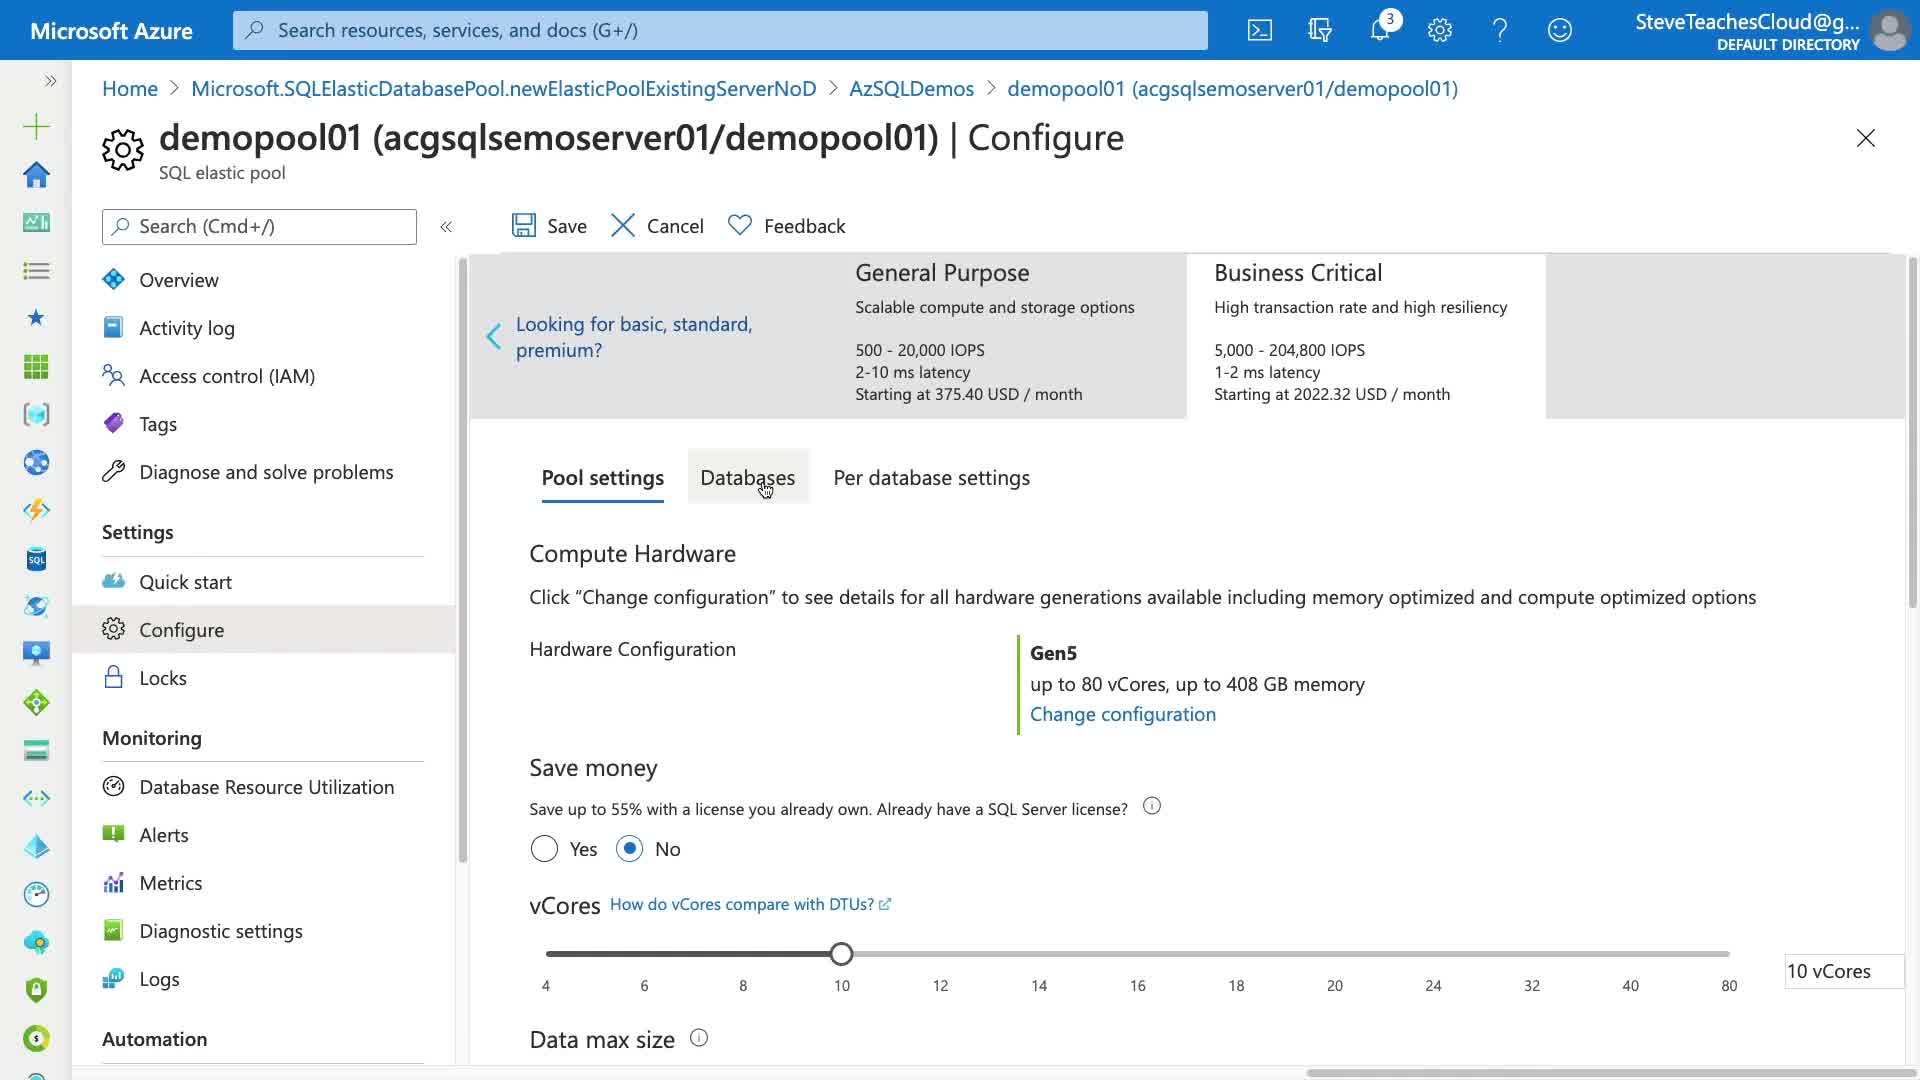 Microsoft Azure
Search resources, services, and docs (G+/)
3
SteveTeachesCloud@g...
DEFAULT DIRECTORY
Home > Microsoft.SQLElasticDatabasePool.newElasticPoolExistingServerNoD > AzSQLDemos > demopool01 (acgsqlsemoserver01/demopool01)
demopool01 (acgsqlsemoserver01/demopool01) | Configure
SQL elastic pool
Search (Cmd+/)
Save
Cancel
Feedback
Overview
Activity log
Access control (IAM)
Tags
Diagnose and solve problems
Settings
Quick start
Configure
Locks
Monitoring
Database Resource Utilization
Alerts
Metrics
Diagnostic settings
Logs
Automation
SQL
Looking for basic, standard,
premium?
General Purpose
Scalable compute and storage options
500 - 20,000 IOPS
2-10 ms latency
Starting at 375.40 USD / month
Business Critical
High transaction rate and high resiliency
5,000 - 204,800 IOPS
1-2 ms latency
Starting at 2022.32 USD / month
Pool settings
Databases
Per database settings
Compute Hardware
Click “Change configuration” to see details for all hardware generations available including memory optimized and compute optimized options
Hardware Configuration
Gen5
up to 80 vCores, up to 408 GB memory
Change configuration
Save money
Save up to 55% with a license you already own. Already have a SQL Server license?
Yes
No
vCores
How do vCores compare with DTUs?
4 6 8 10 12 14 16 18 20 24 32 40 80
10 vCores
Data max size